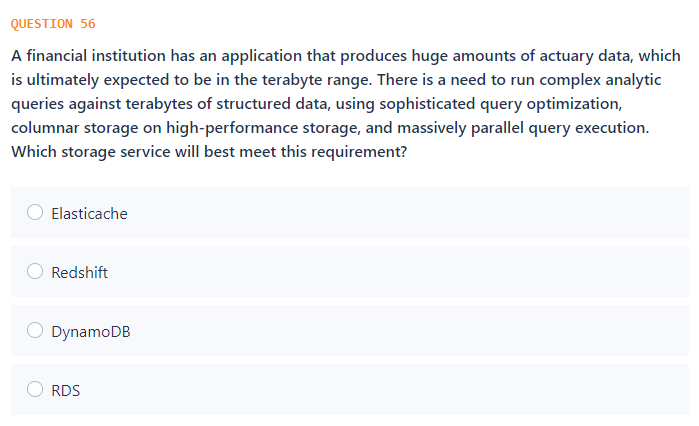 QUESTION 56
A financial institution has an application that produces huge amounts of actuary data, which
is ultimately expected to be in the terabyte range. There is a need to run complex analytic
queries against terabytes of structured data, using sophisticated query optimization,
columnar storage on high-performance storage, and massively parallel query execution.
Which storage service will best meet this requirement?
Elasticache
Redshift
DynamoDB
RDS